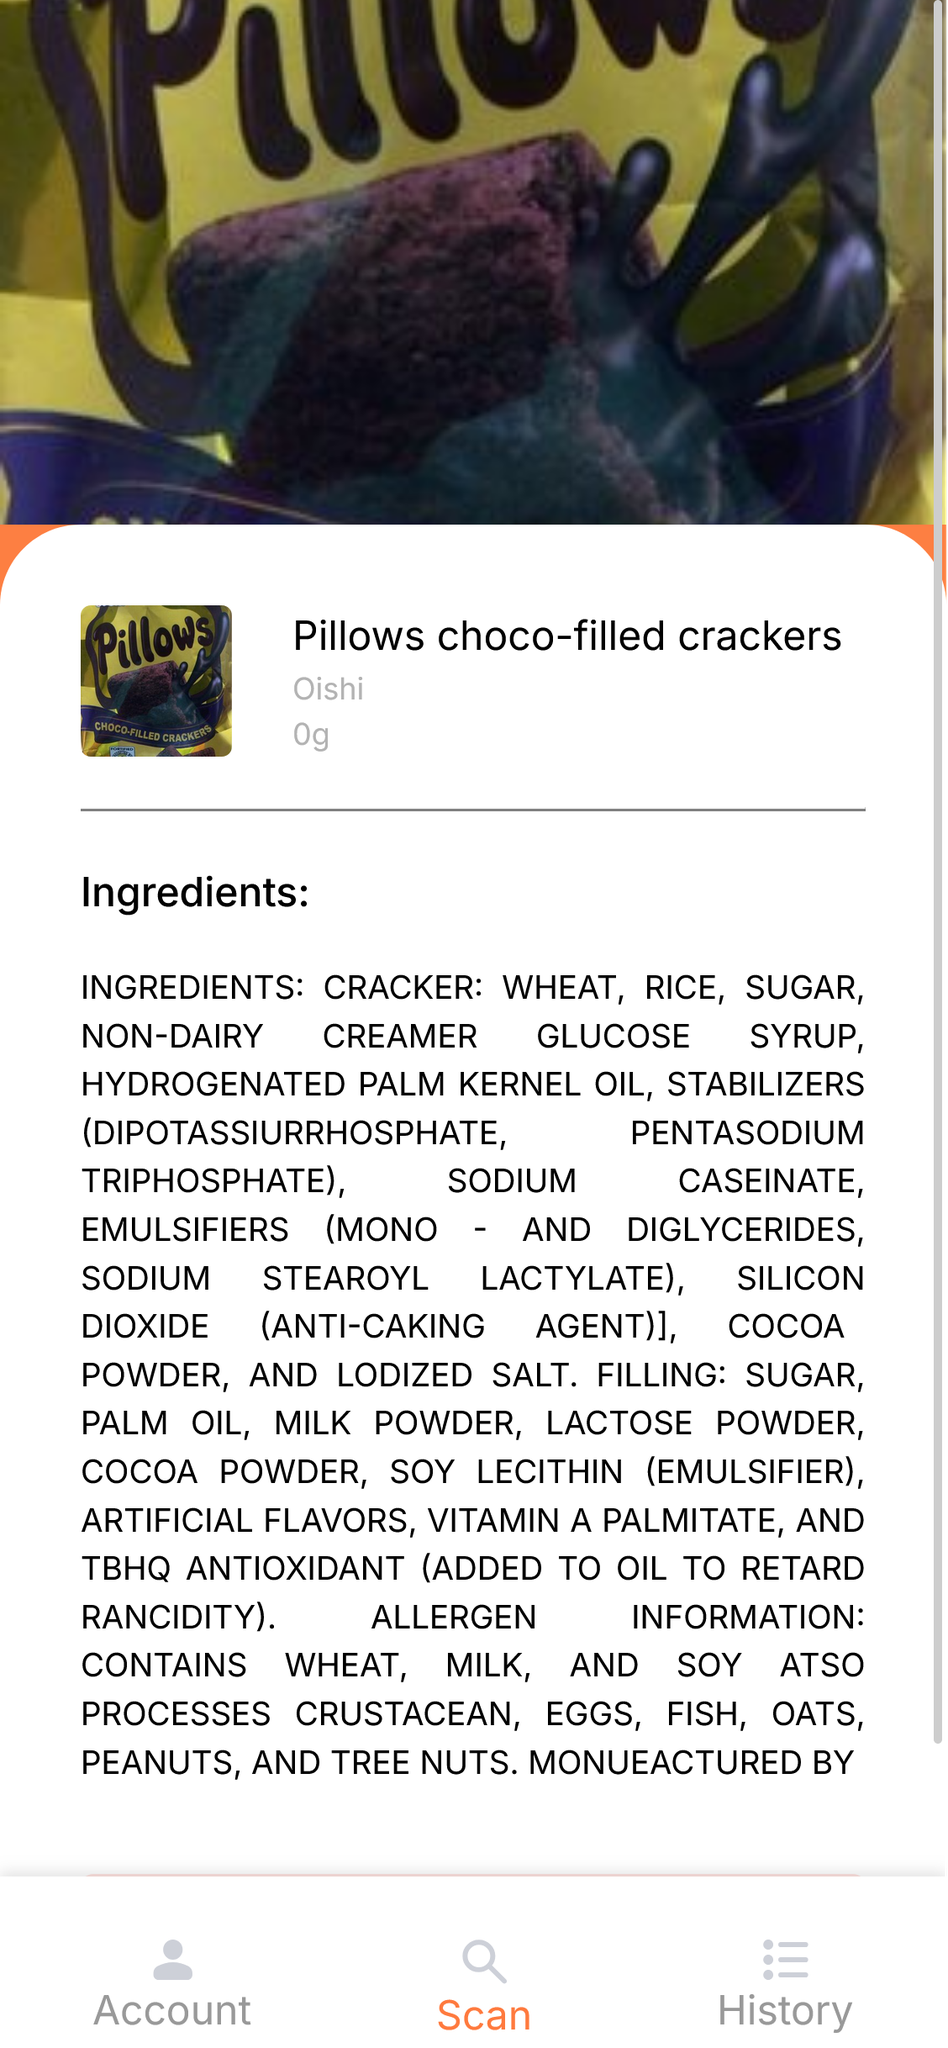 Pillows
Pillows
CHOCO-FILLED CRACKERS
Pillows choco-filled crackers
Oishi
0g
Ingredients:
INGREDIENTS: CRACKER: WHEAT, RICE, SUGAR,
NON-DAIRY CREAMER GLUCOSE SYRUP,
HYDROGENATED PALM KERNEL OIL, STABILIZERS
(DIPOTASSIURRHOSPHATE, PENTASODIUM
TRIPHOSPHATE), SODIUM CASEINATE,
EMULSIFIERS (MONO - AND DIGLYCERIDES,
SODIUM STEAROYL LACTYLATE), SILICON
DIOXIDE (ANTI-CAKING AGENT)], COCOA
POWDER, AND LODIZED SALT. FILLING: SUGAR,
PALM OIL, MILK POWDER, LACTOSE POWDER,
COCOA POWDER, SOY LECITHIN (EMULSIFIER),
ARTIFICIAL FLAVORS, VITAMIN A PALMITATE, AND
TBHQ ANTIOXIDANT (ADDED TO OIL TO RETARD
RANCIDITY). ALLERGEN INFORMATION:
CONTAINS WHEAT, MILK, AND SOY ATSO
PROCESSES CRUSTACEAN, EGGS, FISH, OATS,
PEANUTS, AND TREE NUTS. MONUEACTURED BY
Account
Scan
History